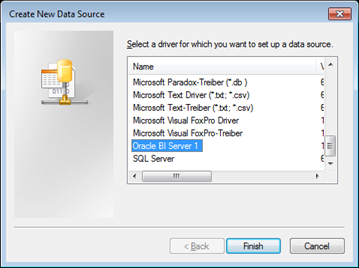 Create New Data Source
Select a driver for which you want to set up a data source.
Name V
Microsoft Paradox-Treiber (*.db ) 6
Microsoft Text Driver (*.txt; *.csv) 6
Microsoft Text-Treiber (*.txt; *.csv) 6
Microsoft Visual FoxPro Driver 1
Microsoft Visual FoxPro-Treiber 1
Oracle BI Server 1 1
SQL Server 6
< Back Finish Cancel